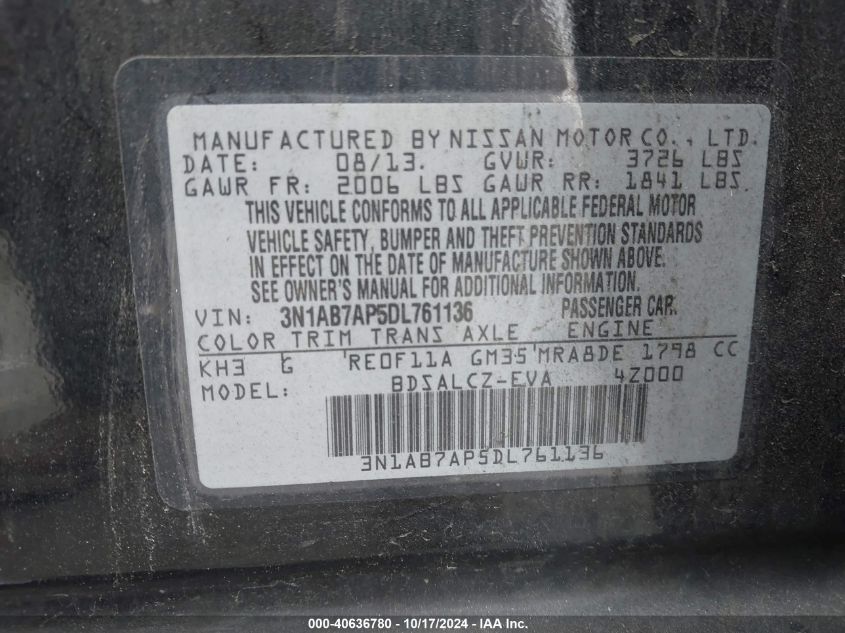 MANUFACTURED BY NISSAN MOTOR CO., LTD.
DATE: 08/13. GVWR: 3726 LBS
GAWR FR: 2006 LBS GAWR RR: 1841 LBS
THIS VEHICLE CONFORMS TO ALL APPLICABLE FEDERAL MOTOR
VEHICLE SAFETY, BUMPER AND THEFT PREVENTION STANDARDS
IN EFFECT ON THE DATE OF MANUFACTURE SHOWN ABOVE.
SEE OWNER'S MANUAL FOR ADDITIONAL INFORMATION.
VIN: 3N1AB7AP5DL761136 PASSENGER CAR.
COLOR TRIM TRANS AXLE ENGINE
KH3 G RE0F11A GM35 MRA8DE 1798 CC
MODEL: BDSALCZ-EVA 4Z000
3N1AB7AP5DL761136
000-40636780 - 10/17/2024 - © IAA, Inc.